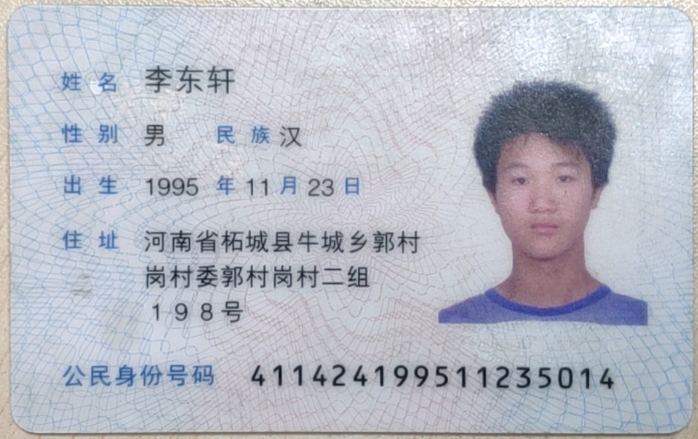 姓名 李东轩
性别 男 民族 汉
出生 1995 年 11 月 23 日
住址 河南省柘城县牛城乡郭村
岗村委郭村岗村二组
198号
公民身份号码 411424199511235014